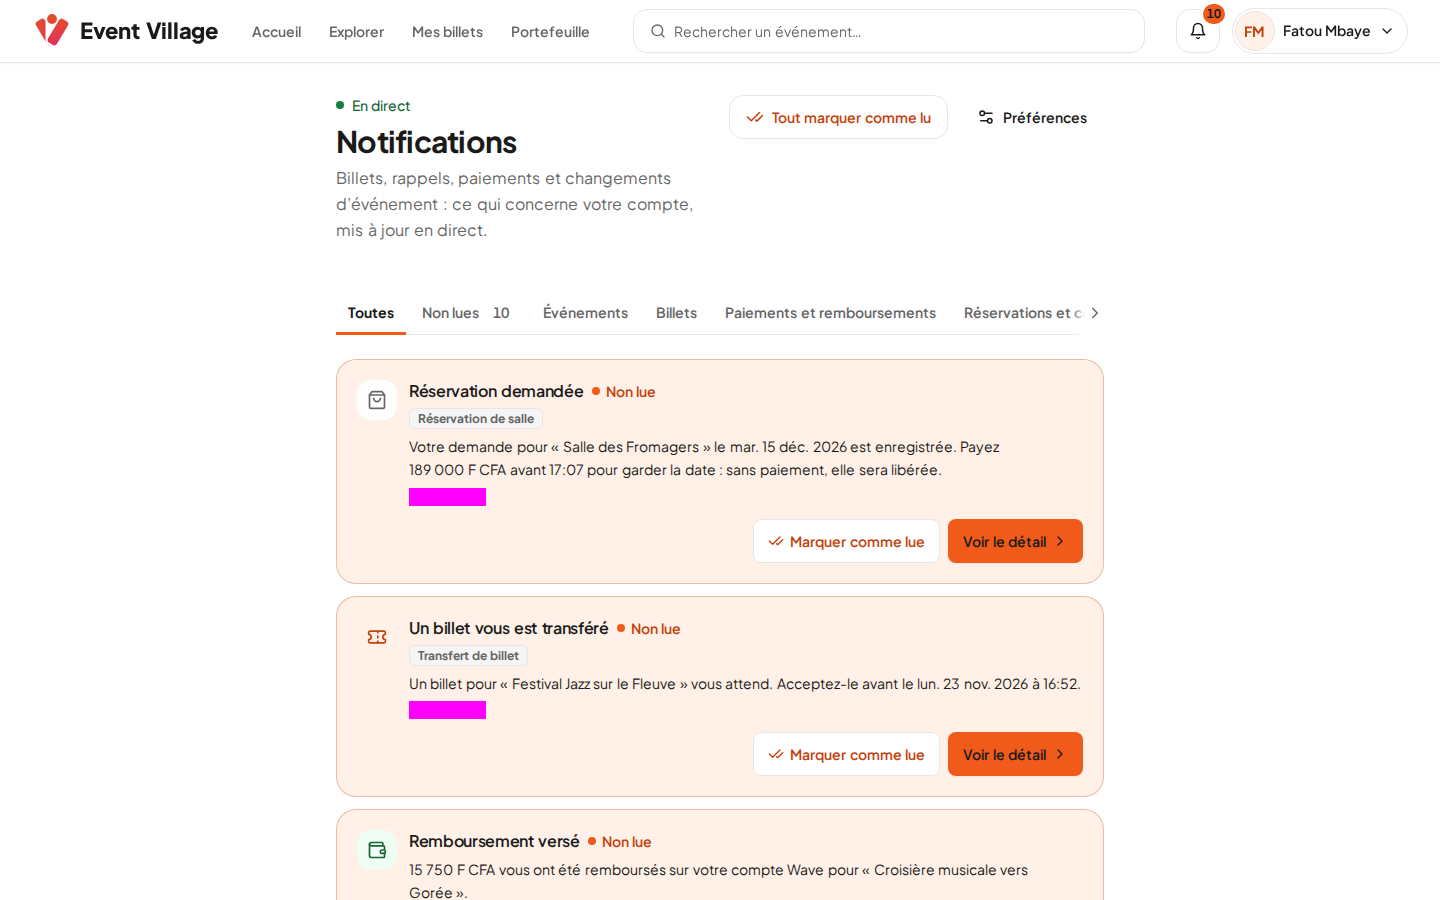 Event Village
Accueil
Explorer
Mes billets
Portefeuille
Rechercher un événement...
10
FM
Fatou Mbaye
En direct
Notifications
Billets, rappels, paiements et changements
d'événement : ce qui concerne votre compte,
mis à jour en direct.
Tout marquer comme lu
Préférences
Toutes
Non lues 10
Événements
Billets
Paiements et remboursements
Réservations et
Réservation demandée
Non lue
Réservation de salle
Votre demande pour « Salle des Fromagers » le mar. 15 déc. 2026 est enregistrée. Payez
189 000 F CFA avant 17:07 pour garder la date : sans paiement, elle sera libérée.
Marquer comme lue
Voir le détail
Un billet vous est transféré
Non lue
Transfert de billet
Un billet pour « Festival Jazz sur le Fleuve » vous attend. Acceptez-le avant le lun. 23 nov. 2026 à 16:52.
Marquer comme lue
Voir le détail
Remboursement versé
Non lue
15 750 F CFA vous ont été remboursés sur votre compte Wave pour « Croisière musicale vers
Gorée ».